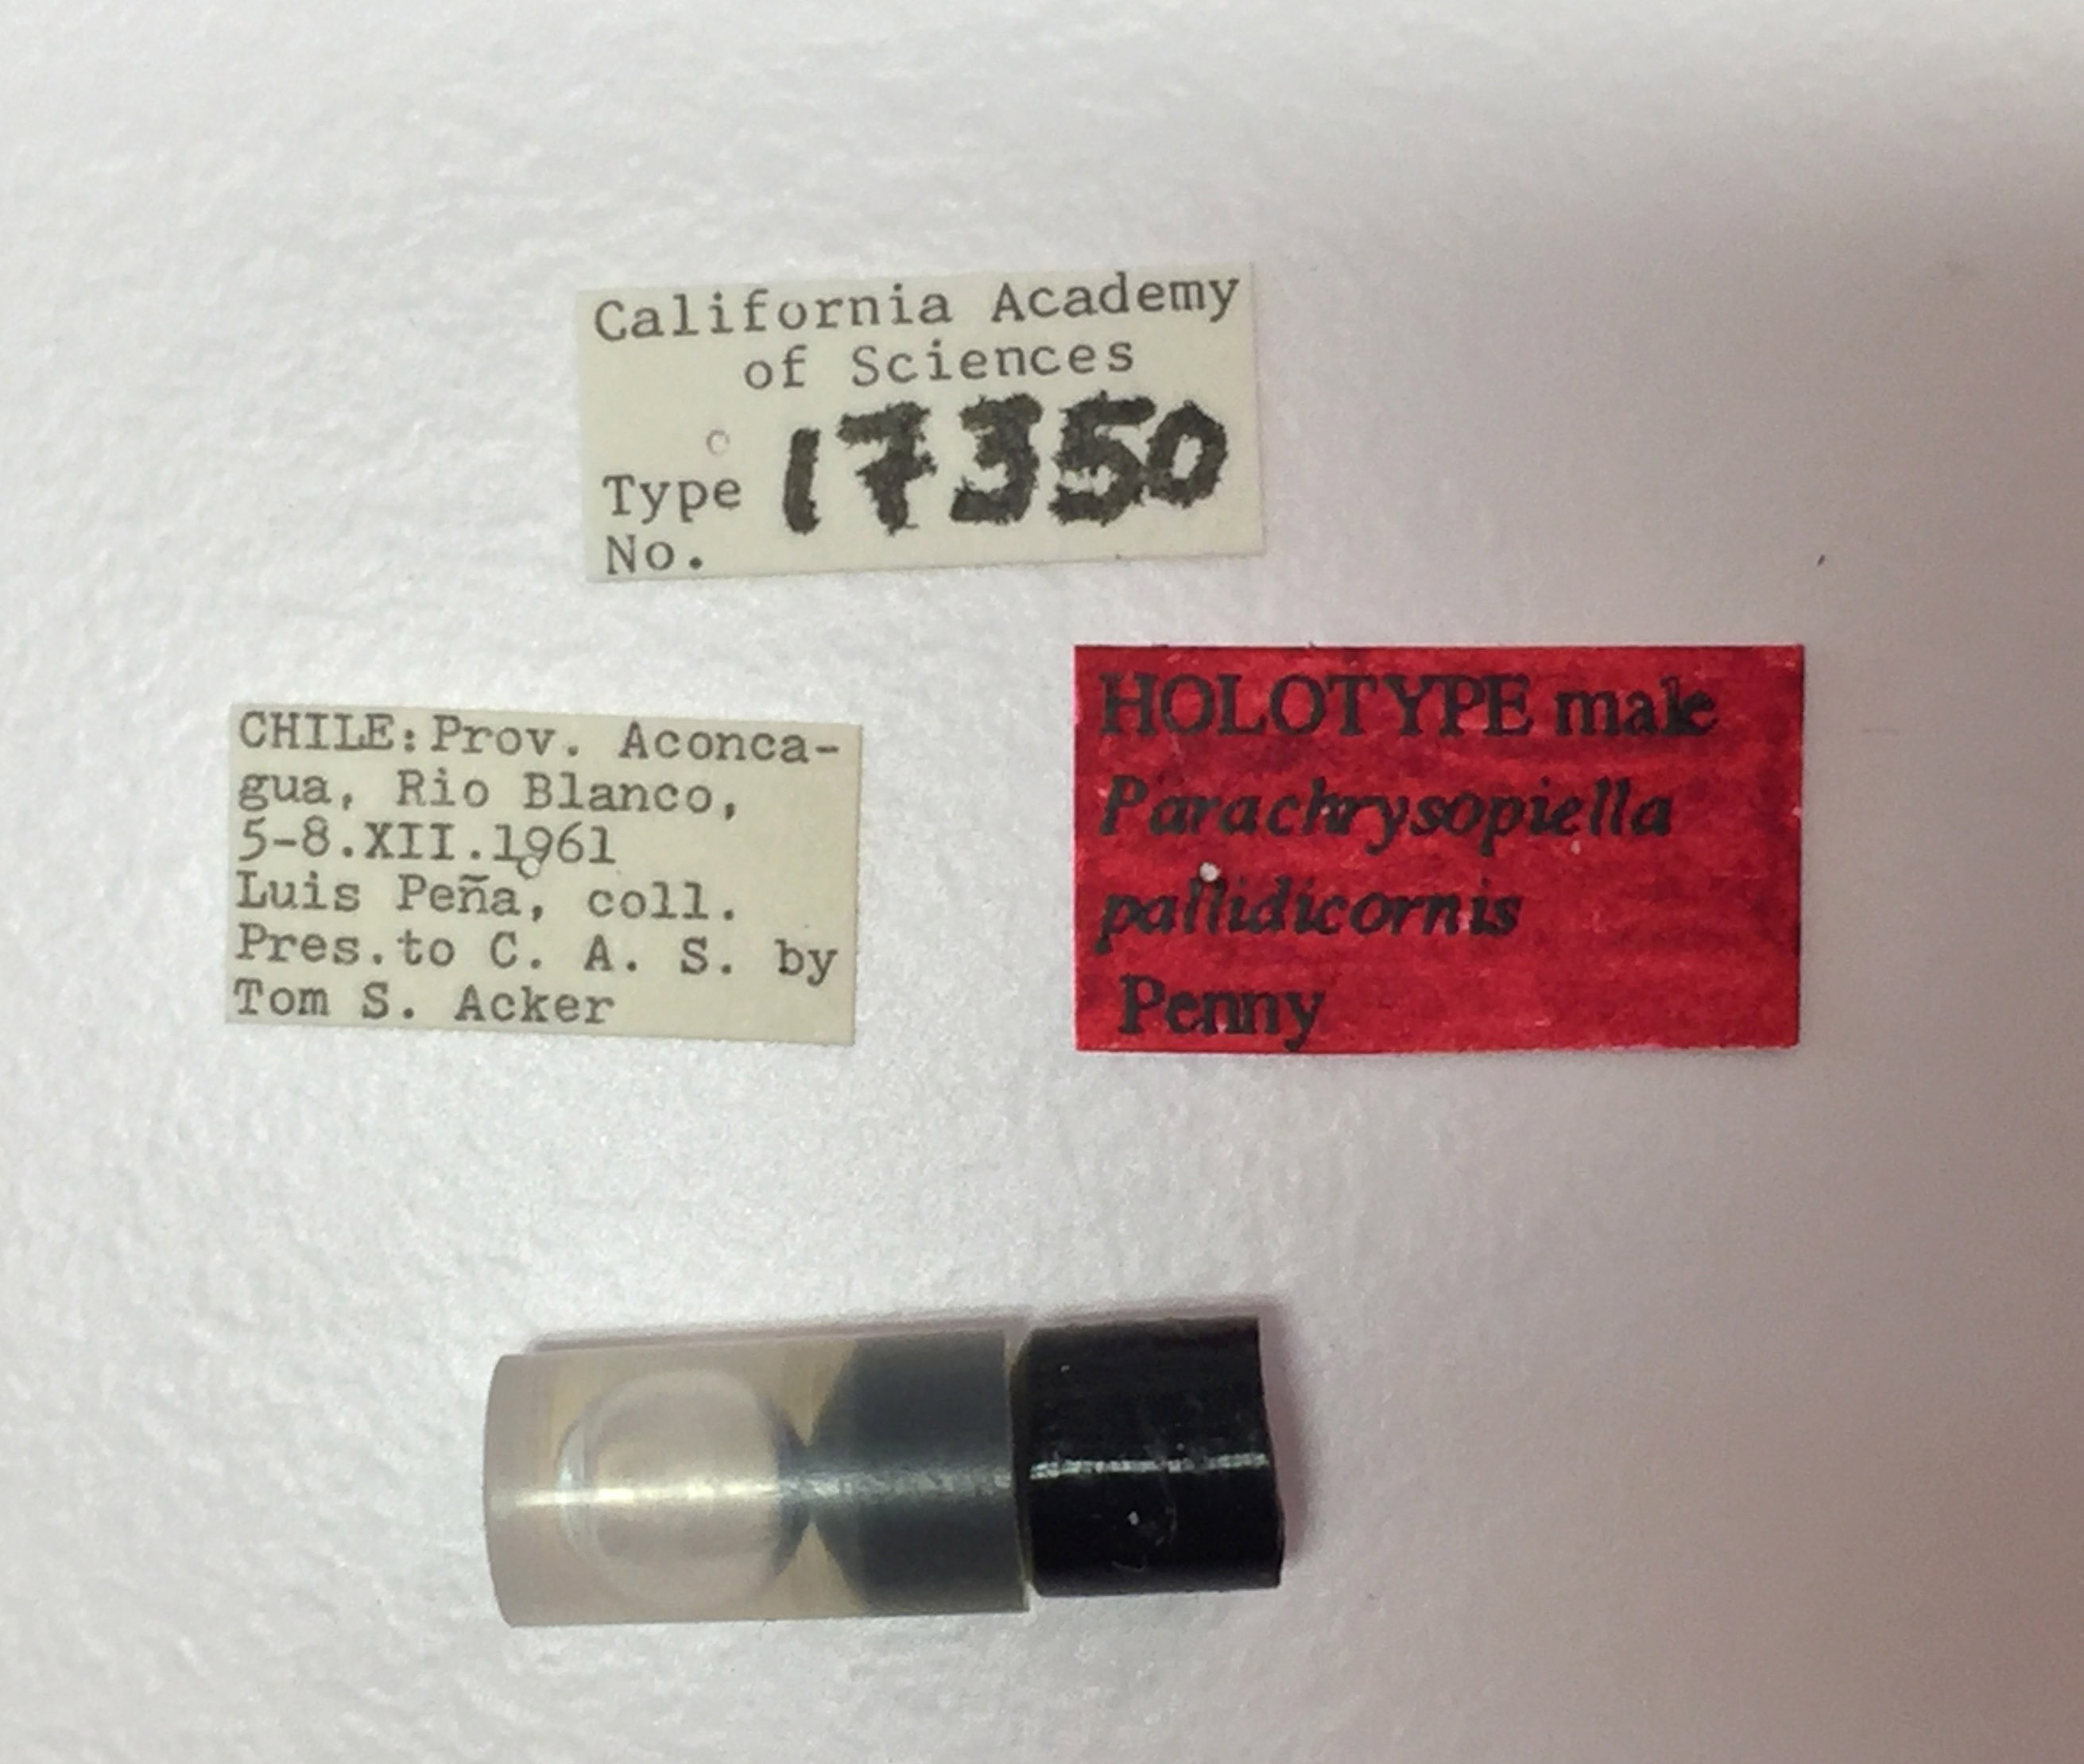 California Academy
of Sciences
Type 17350
No.
CHILE: Prov. Aconca-
gua, Rio Blanco,
5-8.XII.1961
Luis Peña, coll.
Pres.to C. A. S. by
Tom S. Acker
HOLOTYPE male
Parachrysopiella
pallidicornis
Penny